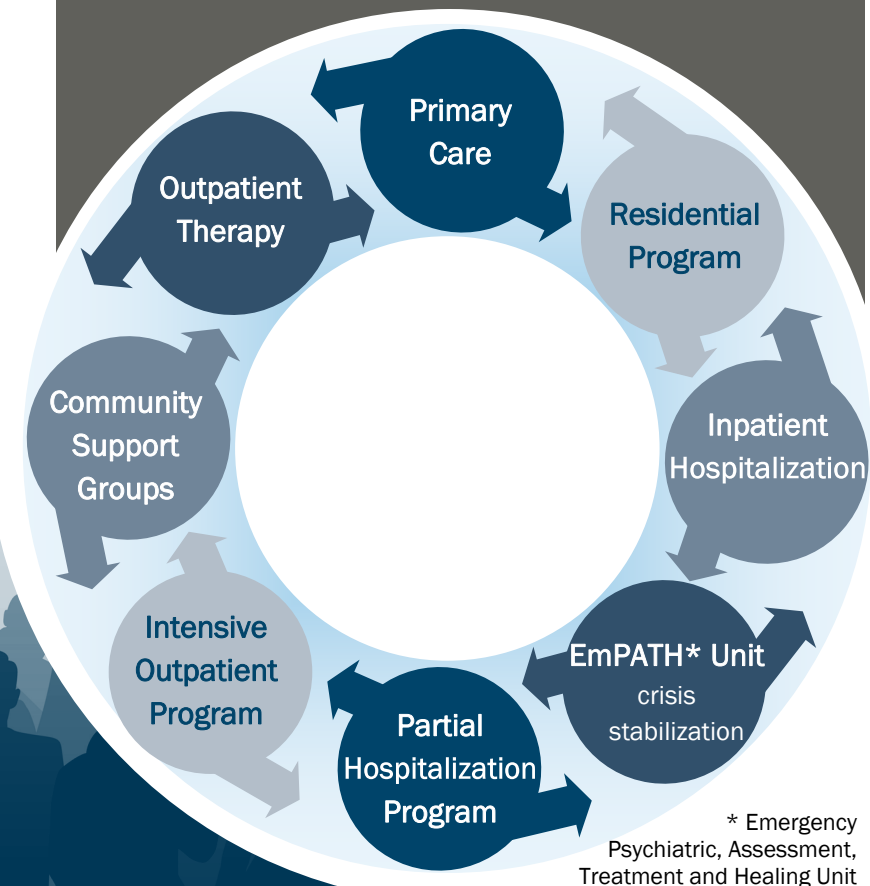 Primary
Care
Outpatient
Therapy
Residential
Program
Community
Support
Groups
Inpatient
Hospitalization
Intensive
Outpatient
Program
EmPATH* Unit
crisis
stabilization
Partial
Hospitalization
Program
* Emergency
Psychiatric, Assessment,
Treatment and Healing Unit